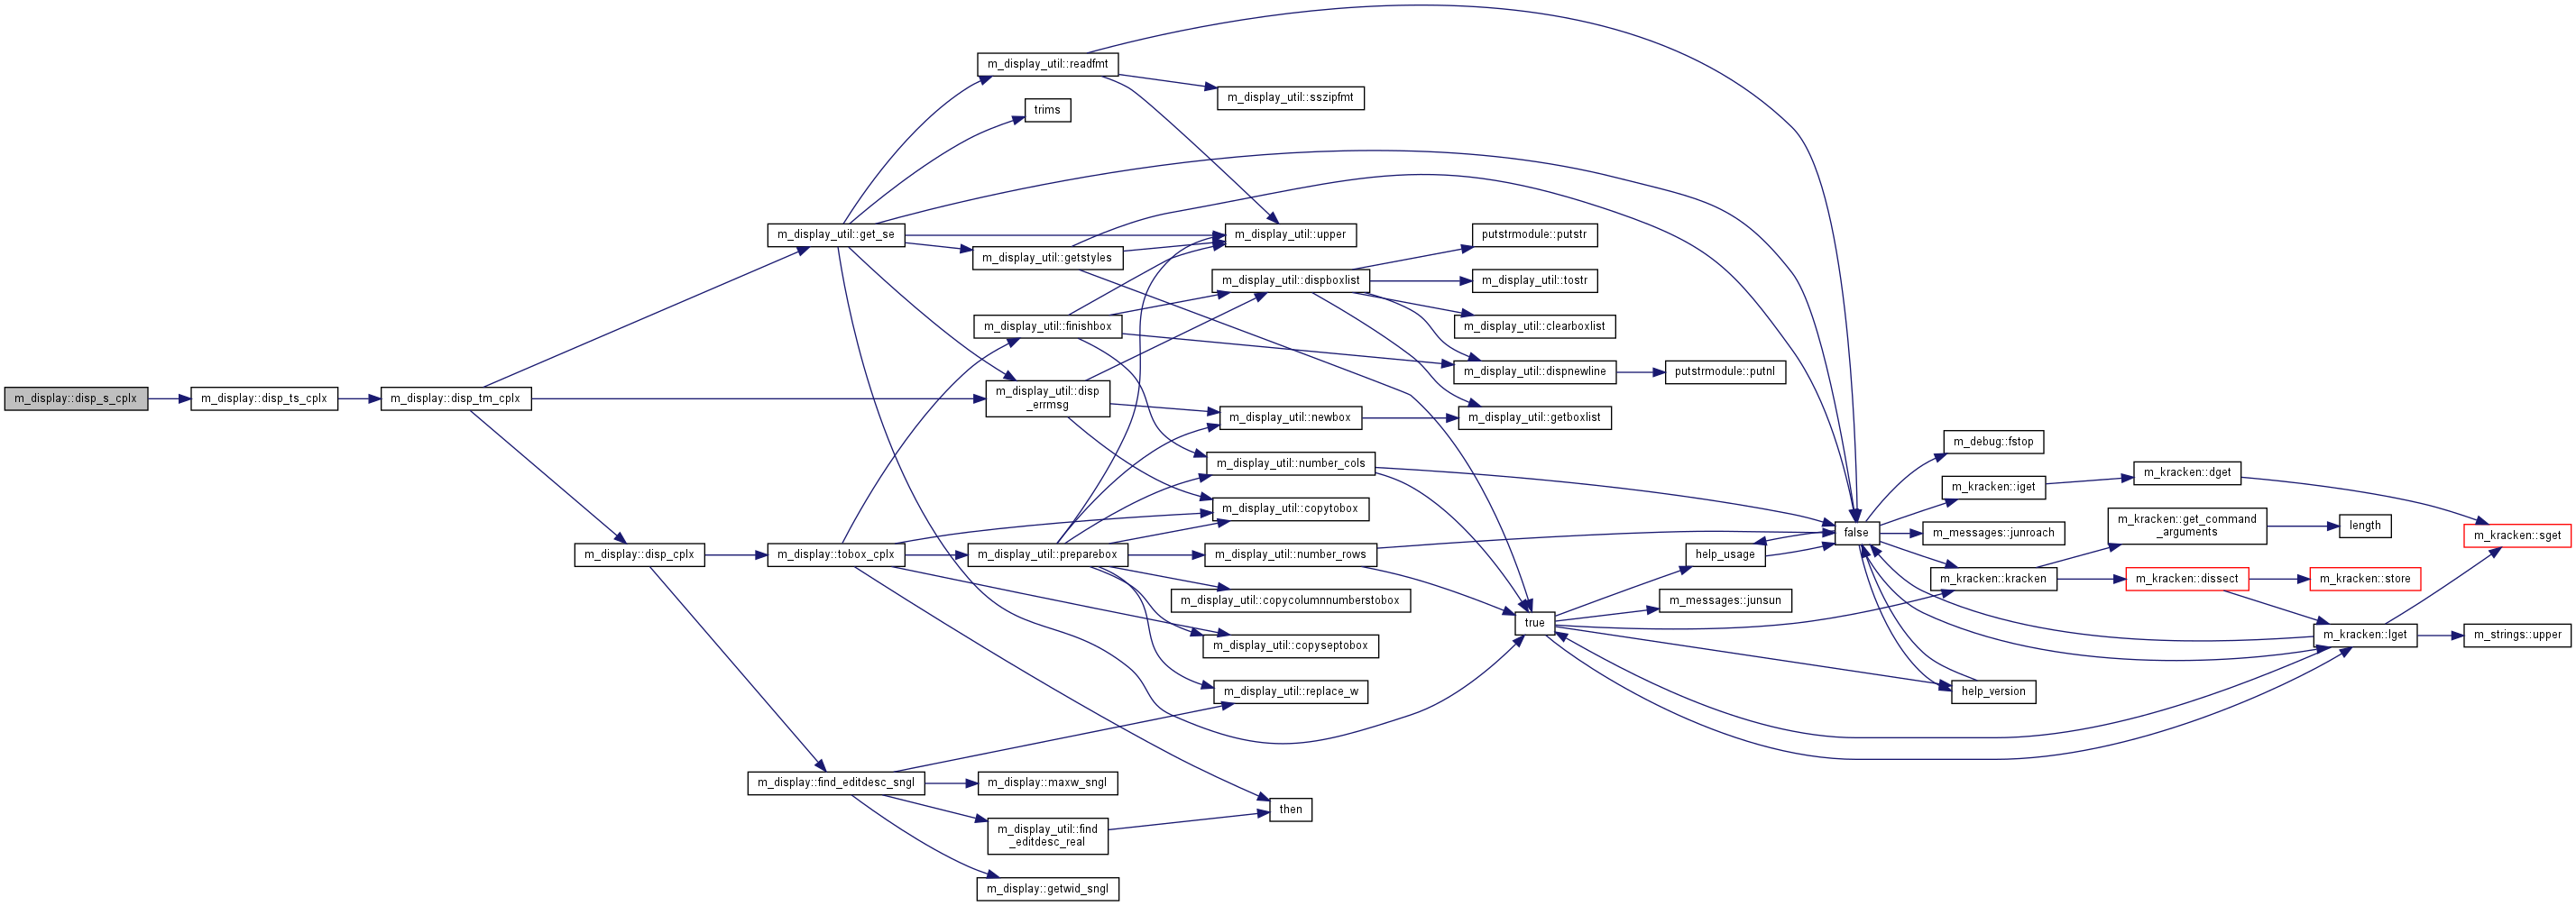 m_display::disp_s_cplx
m_display::disp_ts_cplx
m_display::disp_tm_cplx
m_display_util::get_se
m_display::disp_cplx
m_display_util::readfmt
trims
m_display_util::getstyles
m_display_util::finishbox
m_display_util::disp
_errmsg
m_display::tobox_cplx
m_display_util::preparebox
m_display::find_editdesc_sngl
m_display::maxw_sngl
m_display_util::find
_editdesc_real
m_display::getwid_sngl
m_display_util::sszipfmt
m_display_util::upper
m_display_util::dispboxlist
m_display_util::newbox
m_display_util::number_cols
m_display_util::copytobox
m_display_util::number_rows
m_display_util::copycolumnnumberstobox
m_display_util::copyseptobox
m_display_util::replace_w
then
putstrmodule::putstr
m_display_util::tostr
m_display_util::clearboxlist
m_display_util::dispnewline
m_display_util::getboxlist
putstrmodule::putnl
true
help_usage
m_messages::junsun
false
m_debug::fstop
m_kracken::iget
m_messages::junroach
m_kracken::kracken
help_version
m_kracken::dget
m_kracken::get_command
_arguments
m_kracken::dissect
length
m_kracken::store
m_kracken::lget
m_kracken::sget
m_strings::upper